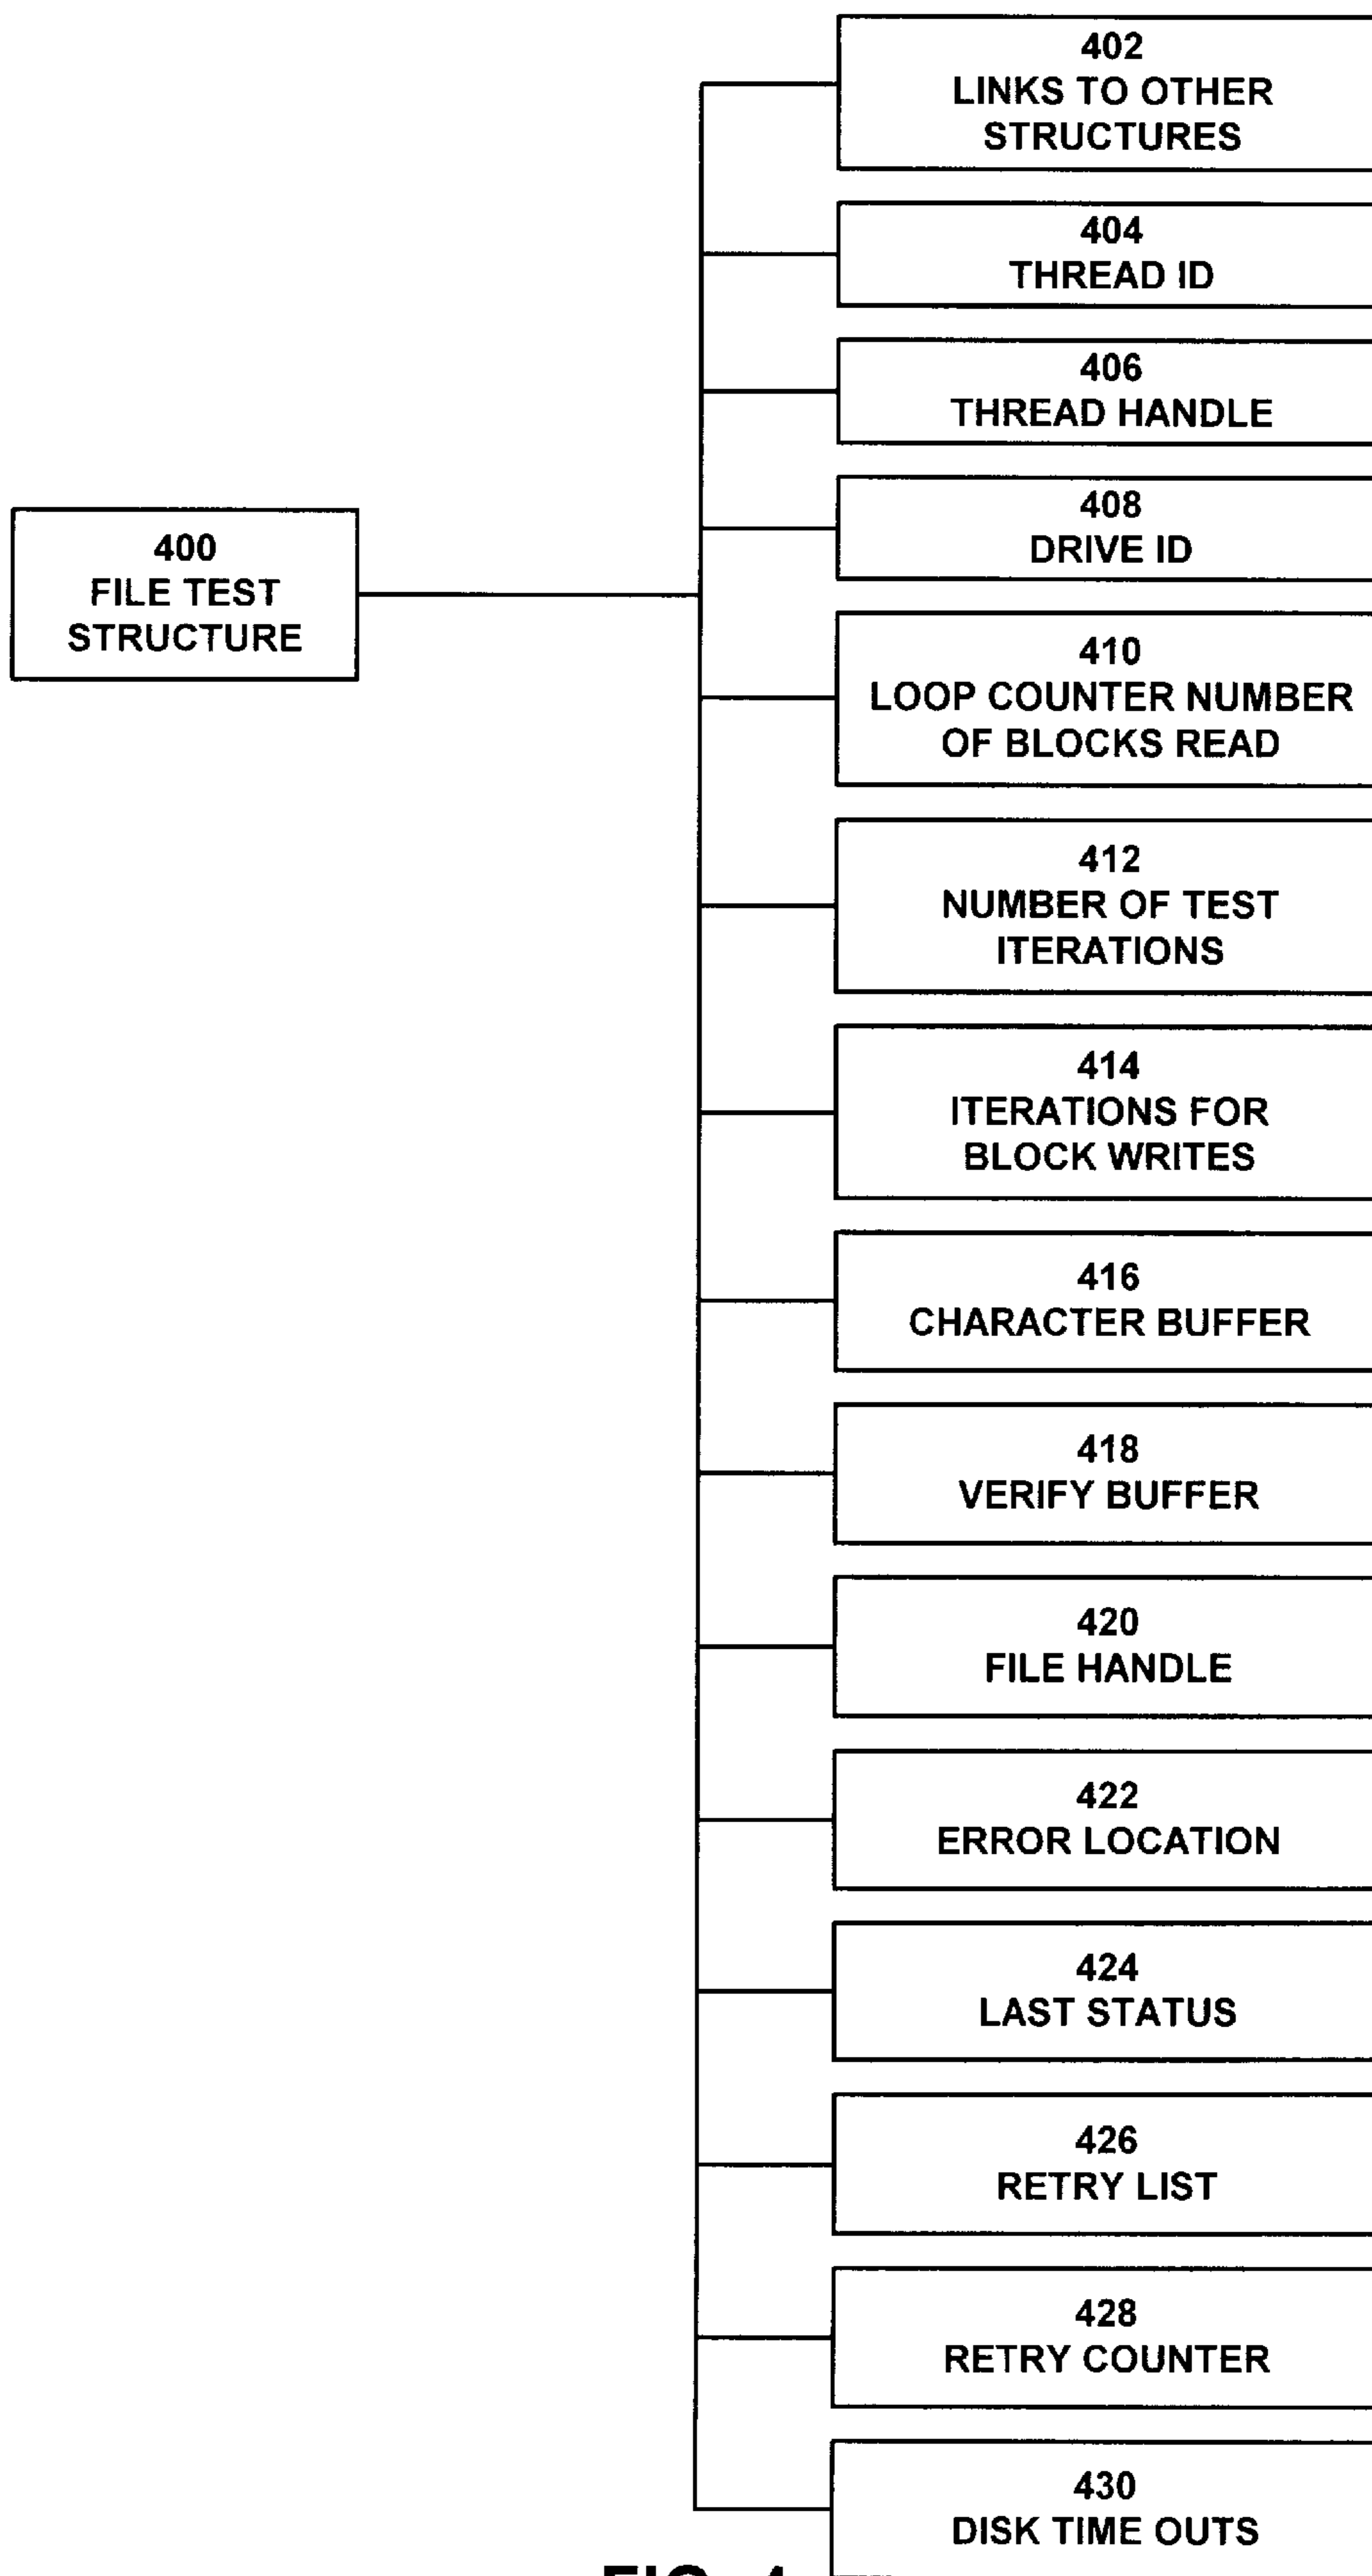 402
LINKS TO OTHER
STRUCTURES
404
THREAD ID
406
THREAD HANDLE
408
DRIVE ID
400
FILE TEST
STRUCTURE
410
LOOP COUNTER NUMBER
OF BLOCKS READ
412
NUMBER OF TEST
ITERATIONS
414
ITERATIONS FOR
BLOCK WRITES
416
CHARACTER BUFFER
418
VERIFY BUFFER
420
FILE HANDLE
422
ERROR LOCATION
424
LAST STATUS
426
RETRY LIST
428
RETRY COUNTER
430
DISK TIME OUTS